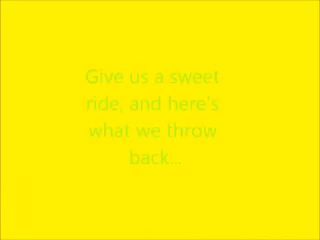 Give us a sweet
ride, and here's
what we throw
back...